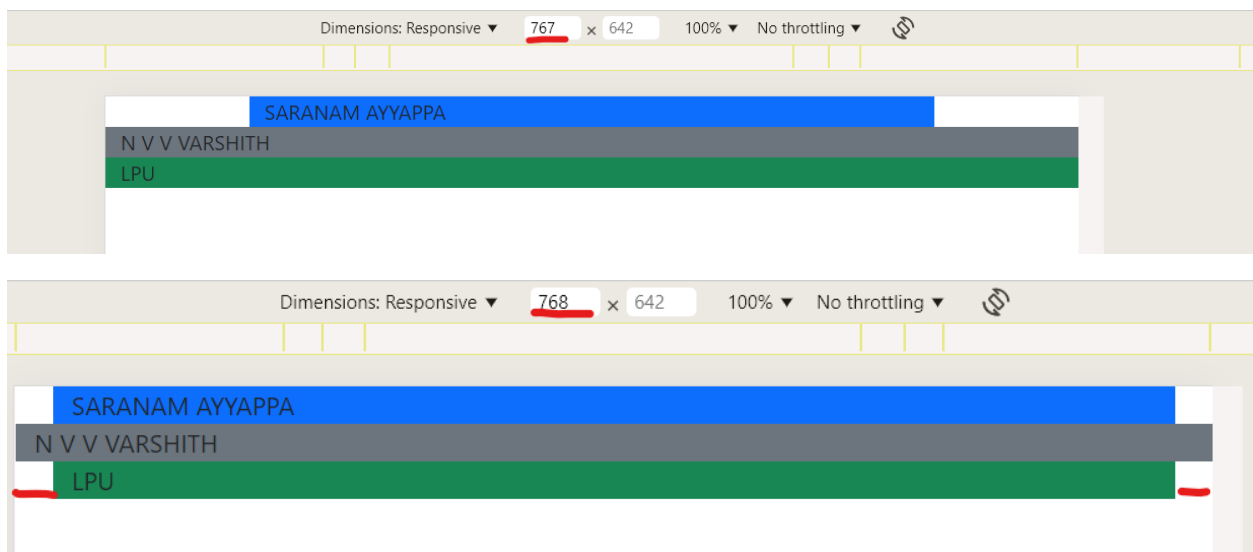 Dimensions: Responsive ▼ 767 × 642 100% ▼ No throttling ▼
SARANAM AYYAPPA
N V V VARSHITH
LPU
Dimensions: Responsive ▼ 768 × 642 100% ▼ No throttling ▼
SARANAM AYYAPPA
N V V VARSHITH
LPU